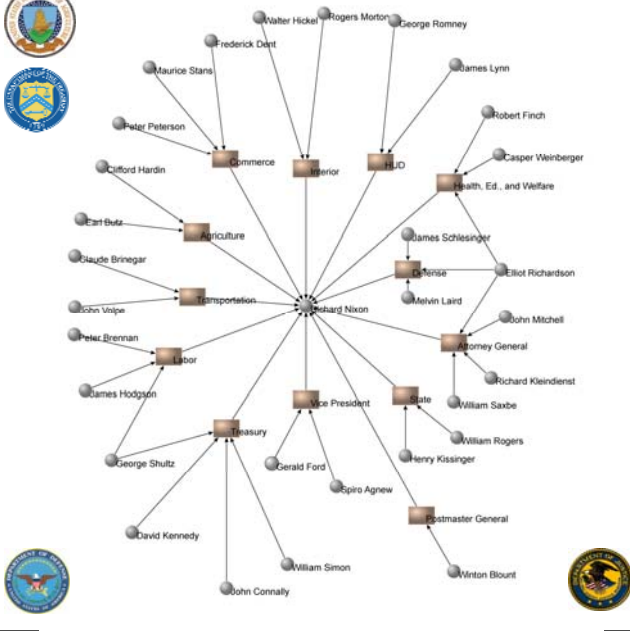 Walter Hickel
Rogers Morton
George Romney
Frederick Dent
Maurice Stans
James Lynn
Peter Peterson
Robert Finch
Commerce
Interior
HUD
Casper Weinberger
Clifford Hardin
Health, Ed., and Welfare
Earl Butz
Agriculture
James Schlesinger
Claude Brinegar
Defense
Elliot Richardson
Transportation
Melvin Laird
John Volpe
Richard Nixon
John Mitchell
Peter Brennan
Attorney General
Labor
Richard Kleindienst
James Hodgson
Vice President
State
William Saxbe
Treasury
William Rogers
George Shultz
Gerald Ford
Henry Kissinger
Spiro Agnew
Postmaster General
David Kennedy
William Simon
Winton Blount
John Connally
DEPARTMENT OF DEFENSE